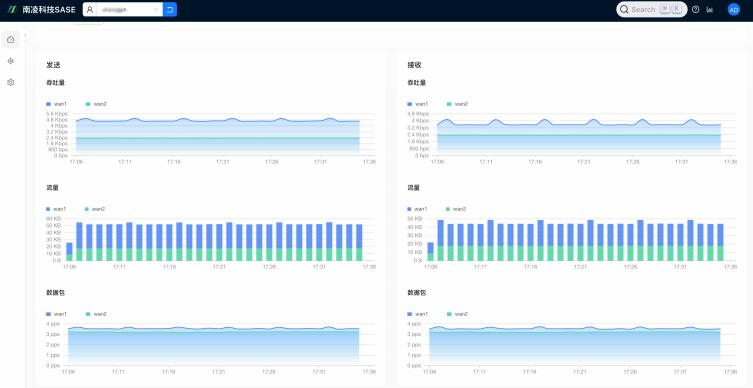 南凌科技SASE
Search ⌘ K
AD
发送
吞吐量
wan1 wan2
5.6 Kbps
4.8 Kbps
4 Kbps
3.2 Kbps
2.4 Kbps
1.6 Kbps
800 bps
0 bps
17:06 17:11 17:16 17:21 17:26 17:31 17:36
流量
wan1 wan2
60 KB
50 KB
40 KB
30 KB
20 KB
10 KB
0 B
17:06 17:11 17:16 17:21 17:26 17:31 17:36
数据包
wan1 wan2
4 pps
3 pps
2 pps
1 pps
0 pps
17:06 17:11 17:16 17:21 17:26 17:31 17:36
接收
吞吐量
wan1 wan2
4.8 Kbps
4 Kbps
3.2 Kbps
2.4 Kbps
1.6 Kbps
800 bps
0 bps
17:06 17:11 17:16 17:21 17:26 17:31 17:36
流量
wan1 wan2
50 KB
40 KB
30 KB
20 KB
10 KB
0 B
17:06 17:11 17:16 17:21 17:26 17:31 17:36
数据包
wan1 wan2
4 pps
3 pps
2 pps
1 pps
0 pps
17:06 17:11 17:16 17:21 17:26 17:31 17:36